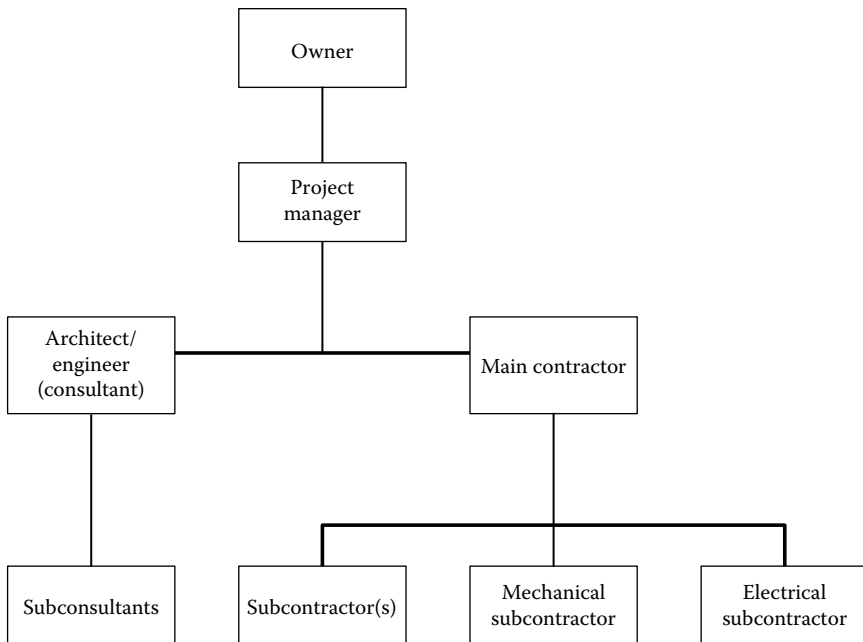 Owner
Project
manager
Architect/
engineer
(consultant)
Main contractor
Subconsultants
Subcontractor(s)
Mechanical
subcontractor
Electrical
subcontractor